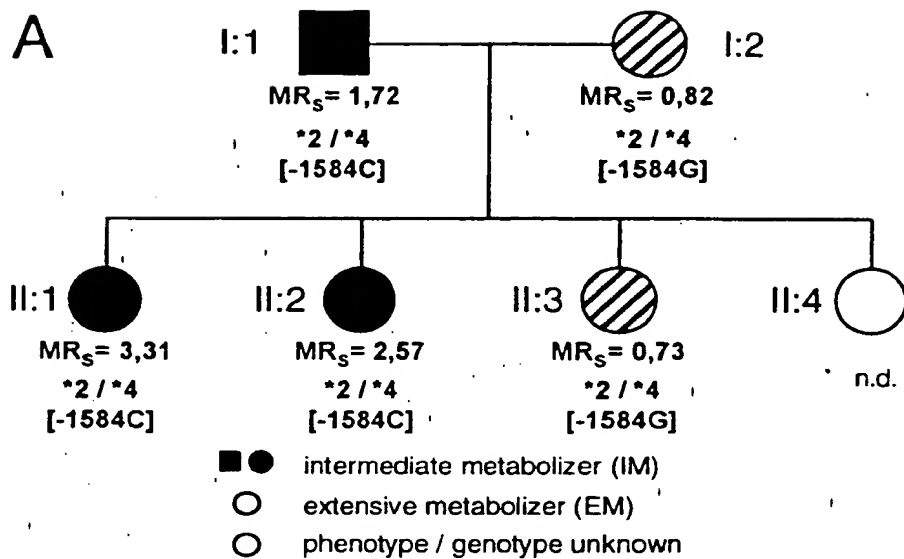 A
I:1 I:2
MRS= 1,72 MRS= 0,82
*2 / *4 *2 / *4
[-1584C] [-1584G]
II:1 II:2 II:3 II:4
MRS= 3,31 MRS= 2,57 MRS= 0,73 n.d.
*2 / *4 *2 / *4 *2 / *4
[-1584C] [-1584C] [-1584G]
intermediate metabolizer (IM)
extensive metabolizer (EM)
phenotype / genotype unknown